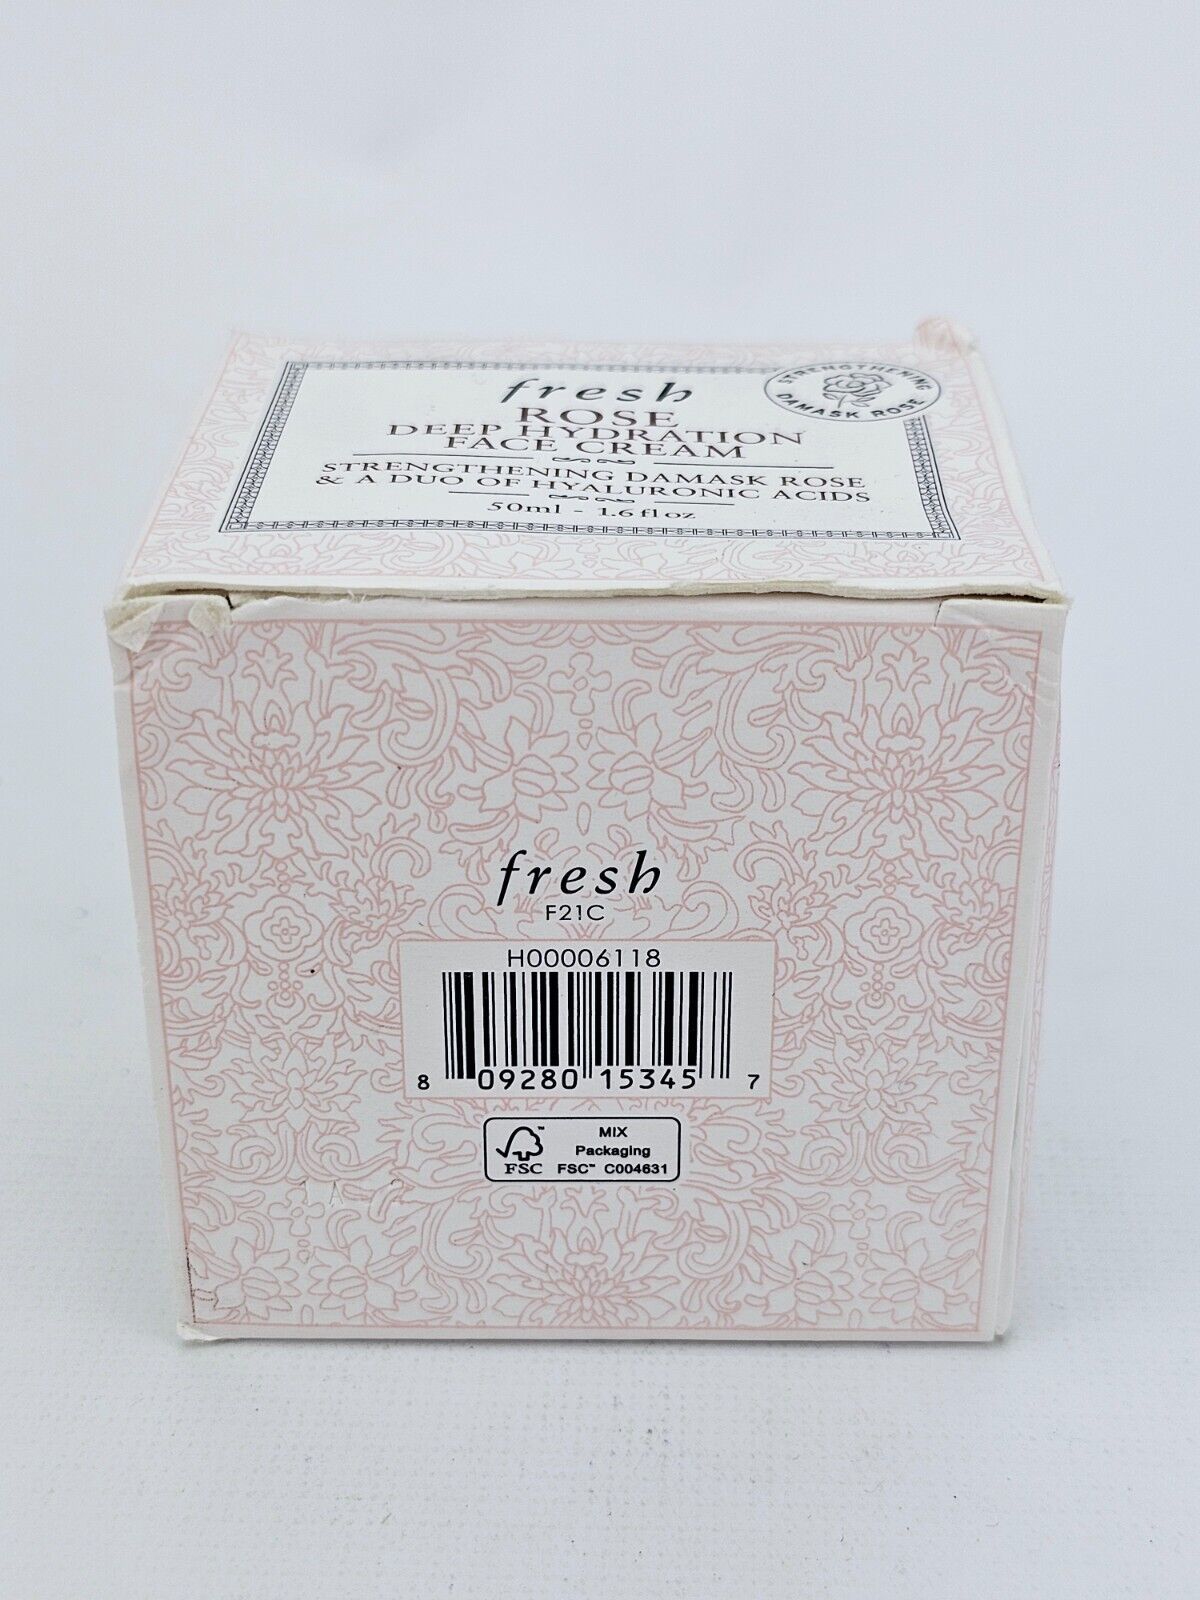 fresh
ROSE
DEEP HYDRATION
FACE CREAM
STRENGTHENING DAMASK ROSE
& A DUO OF HYALURONIC ACIDS
50ml - 1.6 fl oz
STRENGTHENING
DAMASK ROSE
fresh
F21C
H00006118
8 09280 15345 7
MIX
Packaging
FSC™ C004631
FSC™